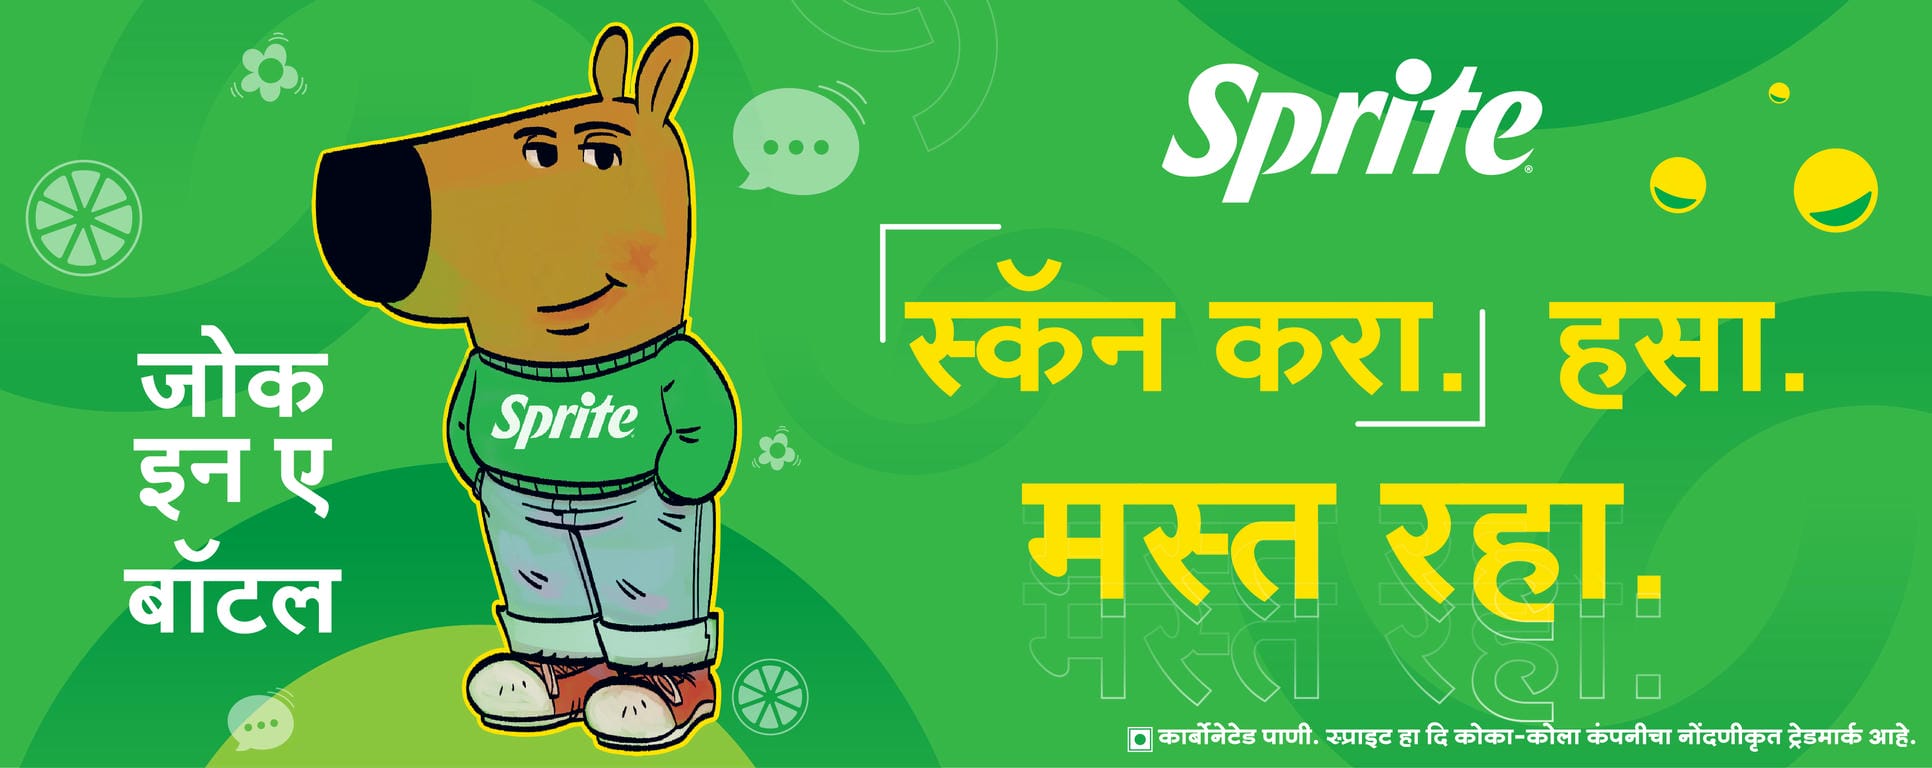 जोक
इन ए
बॉटल
Sprite
Sprite®
स्कॅन करा. हसा.
मस्त रहा.
मस्त रहा.
कार्बोनेटेड पाणी. स्प्राइट हा दि कोका-कोला कंपनीचा नोंदणीकृत ट्रेडमार्क आहे.